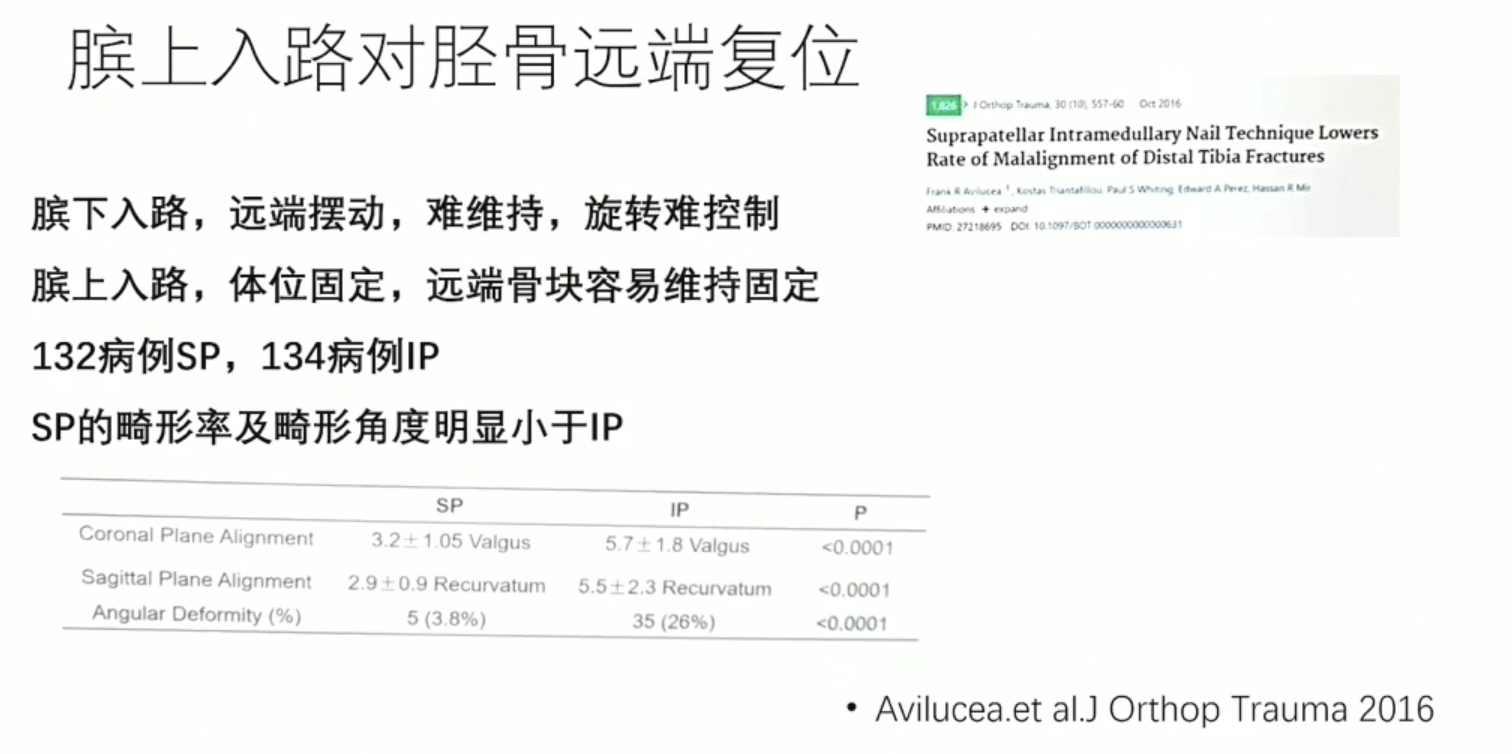 膑上入路对胫骨远端复位
1,826 > J Orthop Trauma, 30 (10), 557-60 Oct 2016
Suprapatellar Intramedullary Nail Technique Lowers
Rate of Malalignment of Distal Tibia Fractures
Frank R Avilucea 1, Kostas Triantafillou, Paul S Whiting, Edward A Perez, Hassan R Mir
Affiliations + expand
PMID: 27218695 DOI: 10.1097/BOT.0000000000000631
膑下入路，远端摆动，难维持，旋转难控制
膑上入路，体位固定，远端骨块容易维持固定
132病例SP，134病例IP
SP的畸形率及畸形角度明显小于IP
SP IP P
Coronal Plane Alignment 3.2±1.05 Valgus 5.7±1.8 Valgus <0.0001
Sagittal Plane Alignment 2.9±0.9 Recurvatum 5.5±2.3 Recurvatum <0.0001
Angular Deformity (%) 5 (3.8%) 35 (26%) <0.0001
• Avilucea.et al.J Orthop Trauma 2016